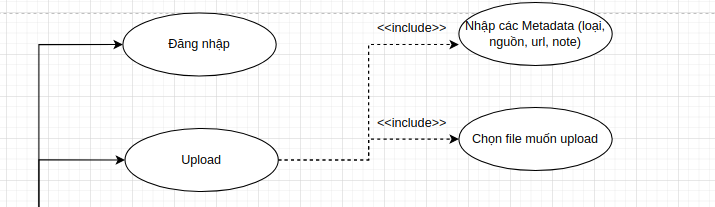 <<include>>
Nhập các Metadata (loại,
nguồn, url, note)
Đăng nhập
<<include>>
Chọn file muốn upload
Upload